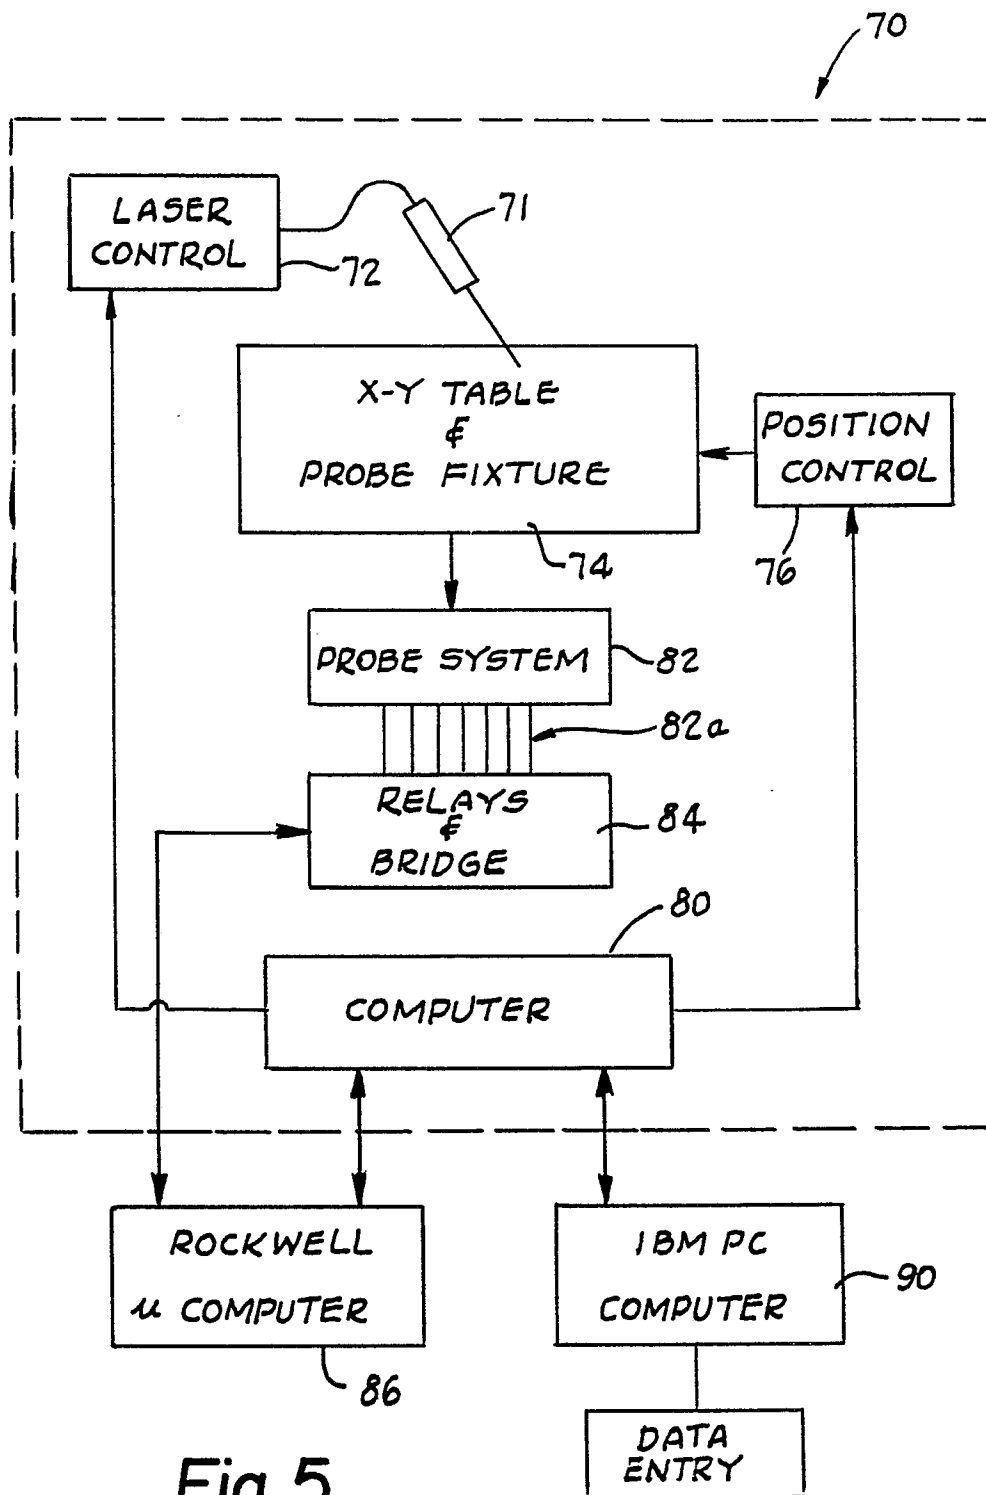 70
LASER
CONTROL
71
72
X-Y TABLE
&
PROBE FIXTURE
POSITION
CONTROL
74
76
PROBE SYSTEM
82
82a
RELAYS
&
BRIDGE
84
80
COMPUTER
ROCKWELL
µ COMPUTER
IBM PC
COMPUTER
90
86
DATA
ENTRY
Fig. 5